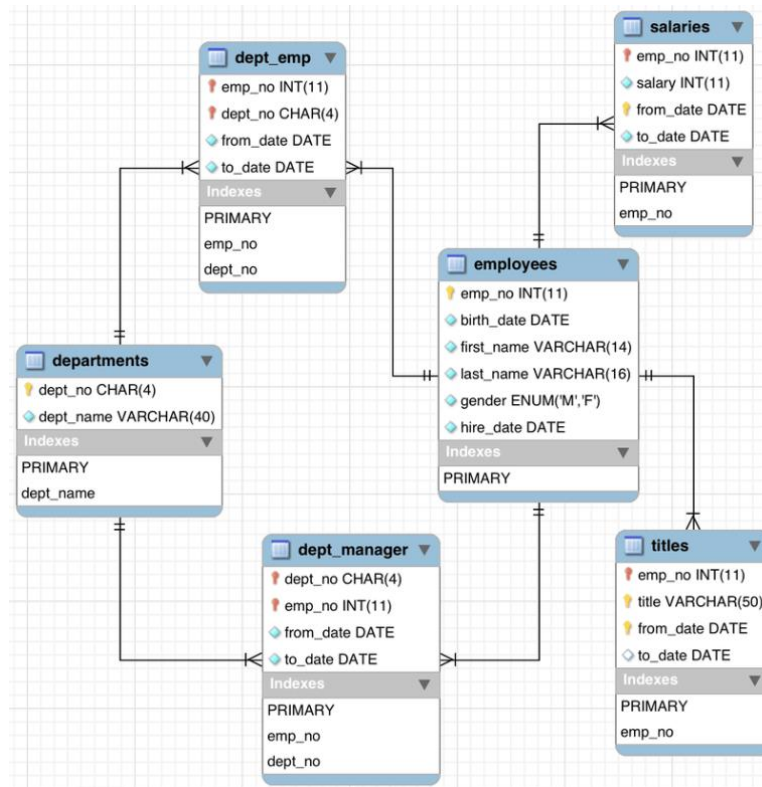 dept_emp
emp_no INT(11)
dept_no CHAR(4)
from_date DATE
to_date DATE
Indexes
PRIMARY
emp_no
dept_no
salaries
emp_no INT(11)
salary INT(11)
from_date DATE
to_date DATE
Indexes
PRIMARY
emp_no
employees
emp_no INT(11)
birth_date DATE
first_name VARCHAR(14)
last_name VARCHAR(16)
gender ENUM('M','F')
hire_date DATE
Indexes
PRIMARY
departments
dept_no CHAR(4)
dept_name VARCHAR(40)
Indexes
PRIMARY
dept_name
dept_manager
dept_no CHAR(4)
emp_no INT(11)
from_date DATE
to_date DATE
Indexes
PRIMARY
emp_no
dept_no
titles
emp_no INT(11)
title VARCHAR(50)
from_date DATE
to_date DATE
Indexes
PRIMARY
emp_no